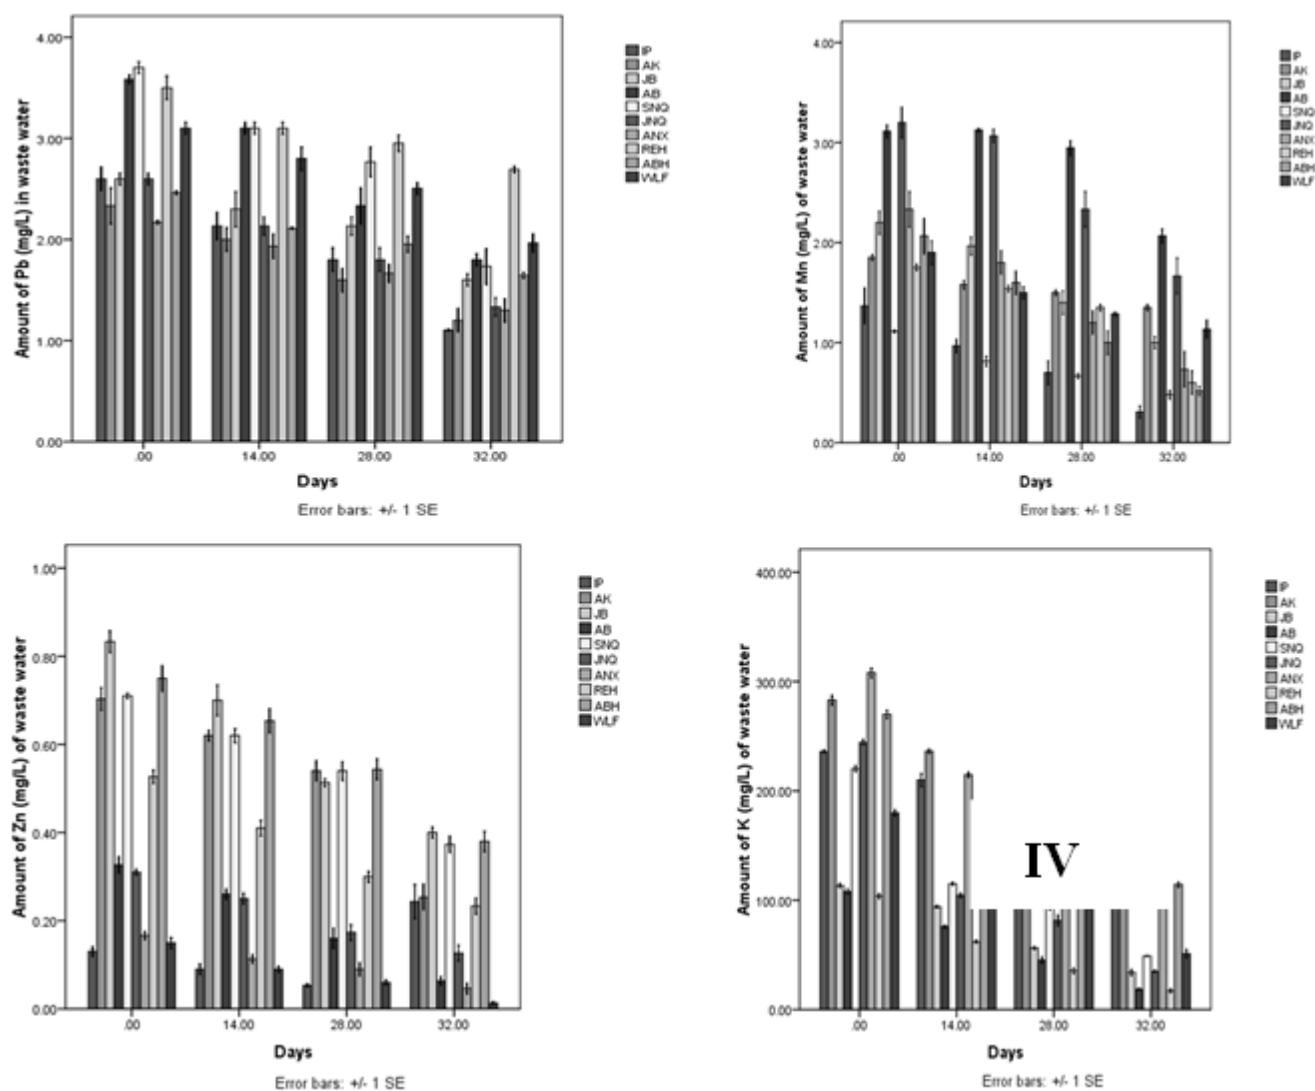 Amount of Pb (mg/L) in waste water
4.00
3.00
2.00
1.00
0.00
.00
14.00
28.00
32.00
Days
Error bars: +/- 1 SE
IP
AK
JB
AB
SNQ
JNQ
ANX
REH
ABH
WLF
Amount of Mn (mg/L) of waste water
4.00
3.00
2.00
1.00
0.00
.00
14.00
28.00
32.00
Days
Error bars: +/- 1 SE
IP
AK
JB
AB
SNQ
JNQ
ANX
REH
ABH
WLF
Amount of Zn (mg/L) of waste water
1.00
0.80
0.60
0.40
0.20
0.00
.00
14.00
28.00
32.00
Days
Error bars: +/- 1 SE
IP
AK
JB
AB
SNQ
JNQ
ANX
REH
ABH
WLF
Amount of K (mg/L) of waste water
400.00
300.00
200.00
100.00
0.00
IV
.00
14.00
28.00
32.00
Days
Error bars: +/- 1 SE
IP
AK
JB
AB
SNQ
JNQ
ANX
REH
ABH
WLF